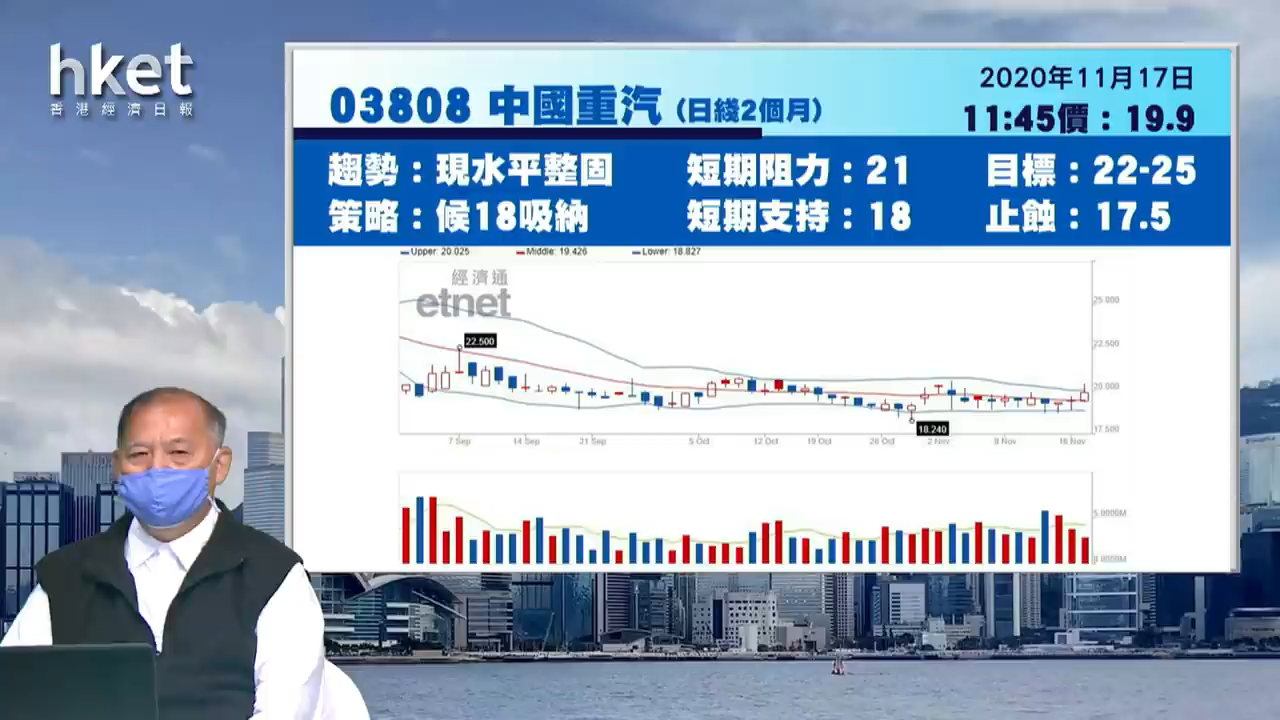 hket
香港經濟日報
03808 中國重汽 (日綫2個月)
2020年11月17日
11:45價：19.9
趨勢：現水平整固
短期阻力：21
目標：22-25
策略：候18吸納
短期支持：18
止蝕：17.5
Upper: 20.025
Middle: 19.426
Lower: 18.827
經濟通
etnet
25.000
22.500
22.500
20.000
18.240
17.500
7 Sep
14 Sep
21 Sep
5 Oct
12 Oct
19 Oct
26 Oct
2 Nov
9 Nov
16 Nov
5.0000M